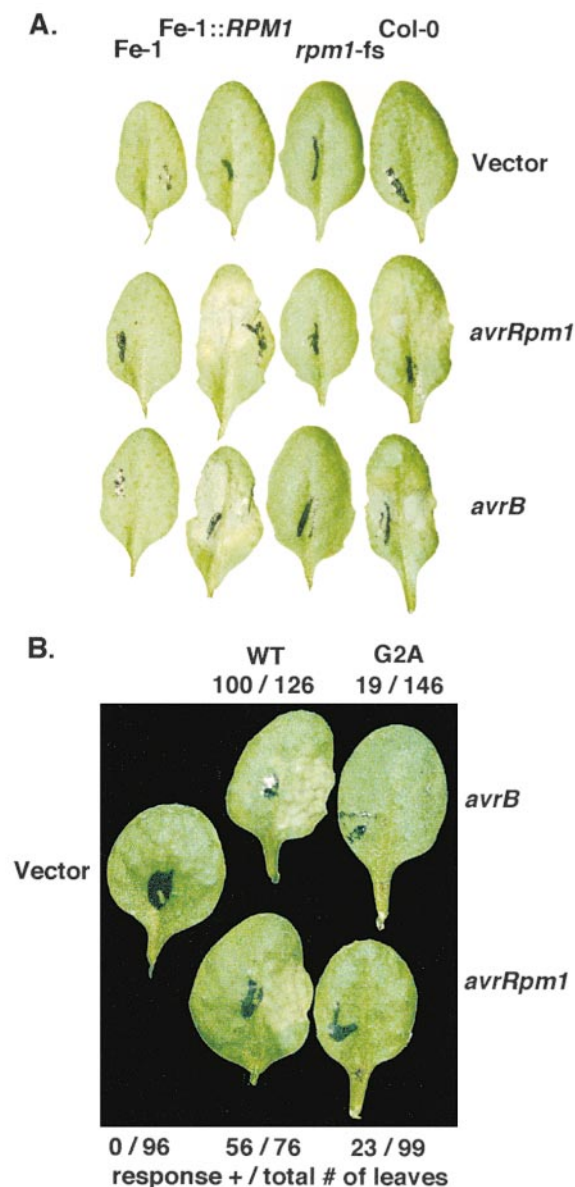 A.
Fe-1::RPM1 Col-0
Fe-1 rpm1-fs
Vector
avrRpm1
avrB
B.
WT G2A
100 / 126 19 / 146
avrB
Vector
avrRpm1
0 / 96 56 / 76 23 / 99
response + / total # of leaves